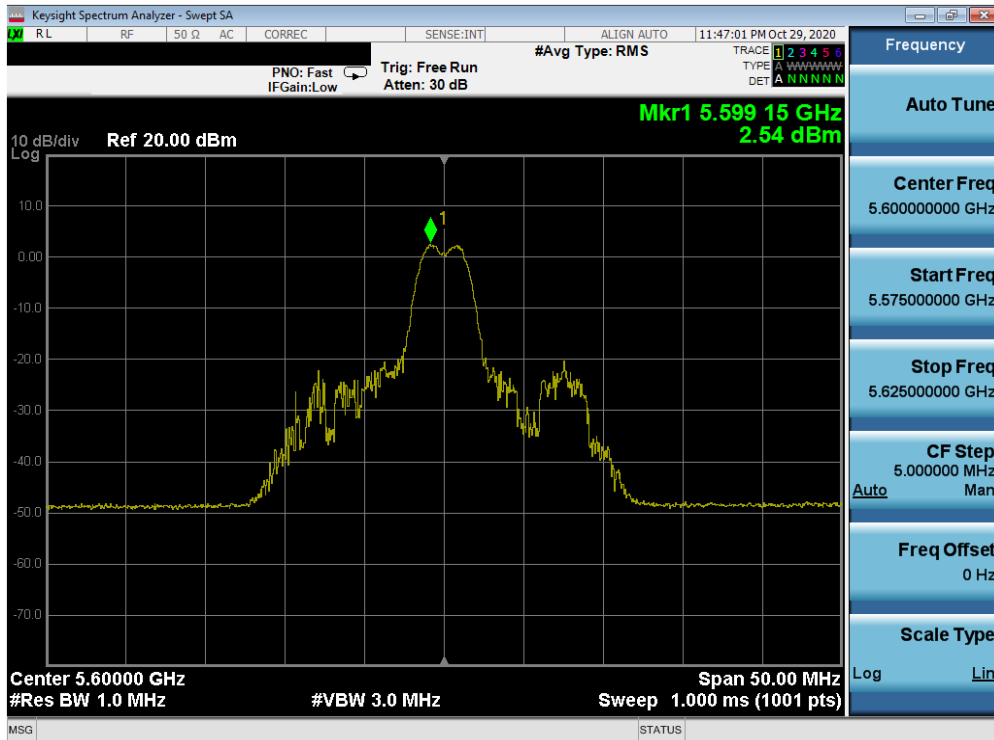 Keysight Spectrum Analyzer - Swept SA
LXI RL RF 50 Ω AC CORREC SENSE:INT ALIGN AUTO 11:47:01 PM Oct 29, 2020
#Avg Type: RMS
TRACE 1 2 3 4 5 6
TYPE A WWWWW
DET A N N N N N
PNO: Fast
IFGain:Low
Trig: Free Run
Atten: 30 dB
Mkr1 5.599 15 GHz
2.54 dBm
10 dB/div Ref 20.00 dBm
Log
10.0
0.00
-10.0
-20.0
-30.0
-40.0
-50.0
-60.0
-70.0
1
Center 5.60000 GHz Span 50.00 MHz
#Res BW 1.0 MHz #VBW 3.0 MHz Sweep 1.000 ms (1001 pts)
Frequency
Auto Tune
Center Freq
5.600000000 GHz
Start Freq
5.575000000 GHz
Stop Freq
5.625000000 GHz
CF Step
5.000000 MHz
Auto Man
Freq Offset
0 Hz
Scale Type
Log Lin
MSG STATUS